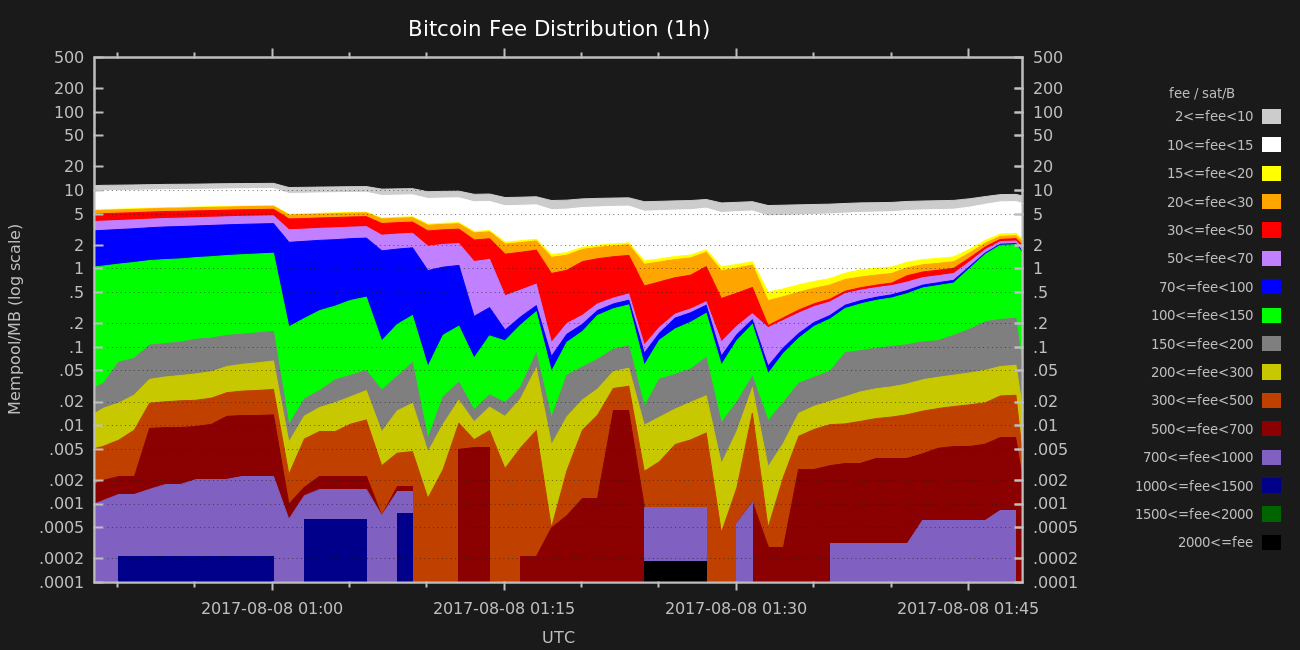 Bitcoin Fee Distribution (1h)
500 500
200 200
100 100
50 50
20 20
10 10
5 5
2 2
1 1
.5 .5
.2 .2
.1 .1
.05 .05
.02 .02
.01 .01
.005 .005
.002 .002
.001 .001
.0005 .0005
.0002 .0002
.0001 .0001
Mempool/MB (log scale)
2017-08-08 01:00 2017-08-08 01:15 2017-08-08 01:30 2017-08-08 01:45
UTC
fee / sat/B
2<=fee<10
10<=fee<15
15<=fee<20
20<=fee<30
30<=fee<50
50<=fee<70
70<=fee<100
100<=fee<150
150<=fee<200
200<=fee<300
300<=fee<500
500<=fee<700
700<=fee<1000
1000<=fee<1500
1500<=fee<2000
2000<=fee